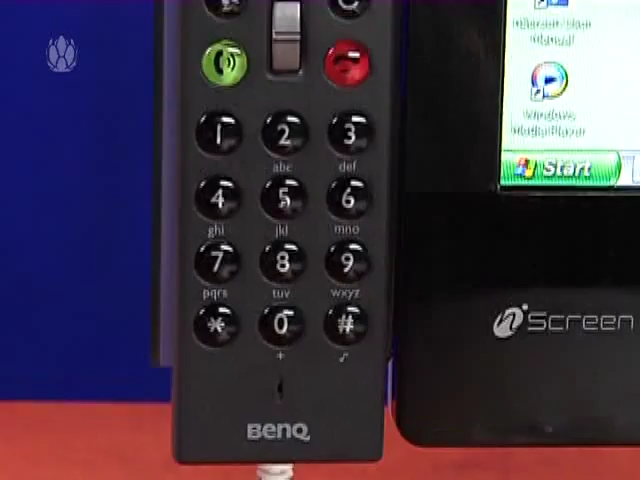 Windows
Media Player
Start
1 2 3
abc def
4 5 6
ghi jkl mno
7 8 9
pqrs tuv wxyz
* 0 #
+
BenQ
nScreen